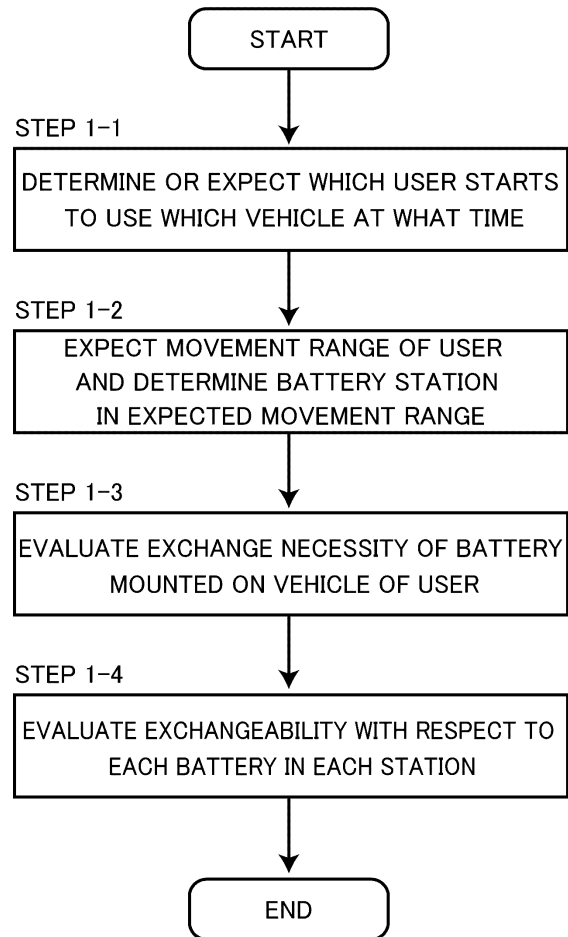 START
STEP 1-1
DETERMINE OR EXPECT WHICH USER STARTS
TO USE WHICH VEHICLE AT WHAT TIME
STEP 1-2
EXPECT MOVEMENT RANGE OF USER
AND DETERMINE BATTERY STATION
IN EXPECTED MOVEMENT RANGE
STEP 1-3
EVALUATE EXCHANGE NECESSITY OF BATTERY
MOUNTED ON VEHICLE OF USER
STEP 1-4
EVALUATE EXCHANGEABILITY WITH RESPECT TO
EACH BATTERY IN EACH STATION
END